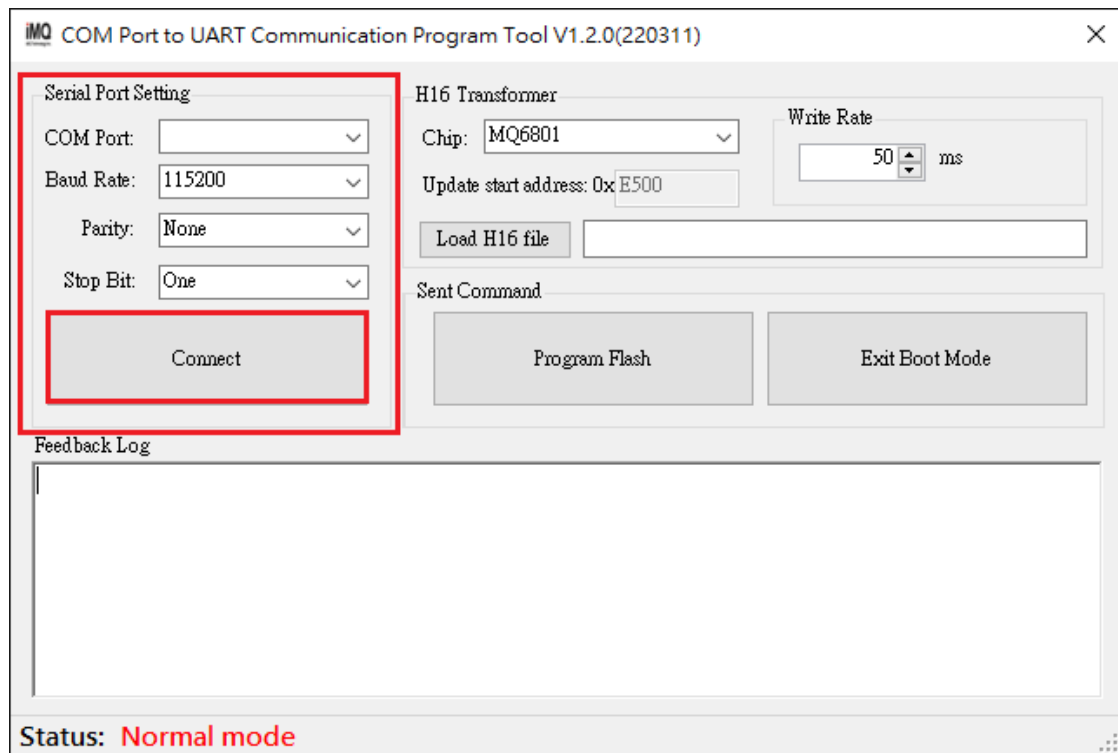 iMQ COM Port to UART Communication Program Tool V1.2.0(220311)
Serial Port Setting
COM Port:
Baud Rate: 115200
Parity: None
Stop Bit: One
Connect
H16 Transformer
Chip: MQ6801
Update start address: 0x E500
Load H16 file
Write Rate
50 ms
Sent Command
Program Flash
Exit Boot Mode
Feedback Log
Status: Normal mode